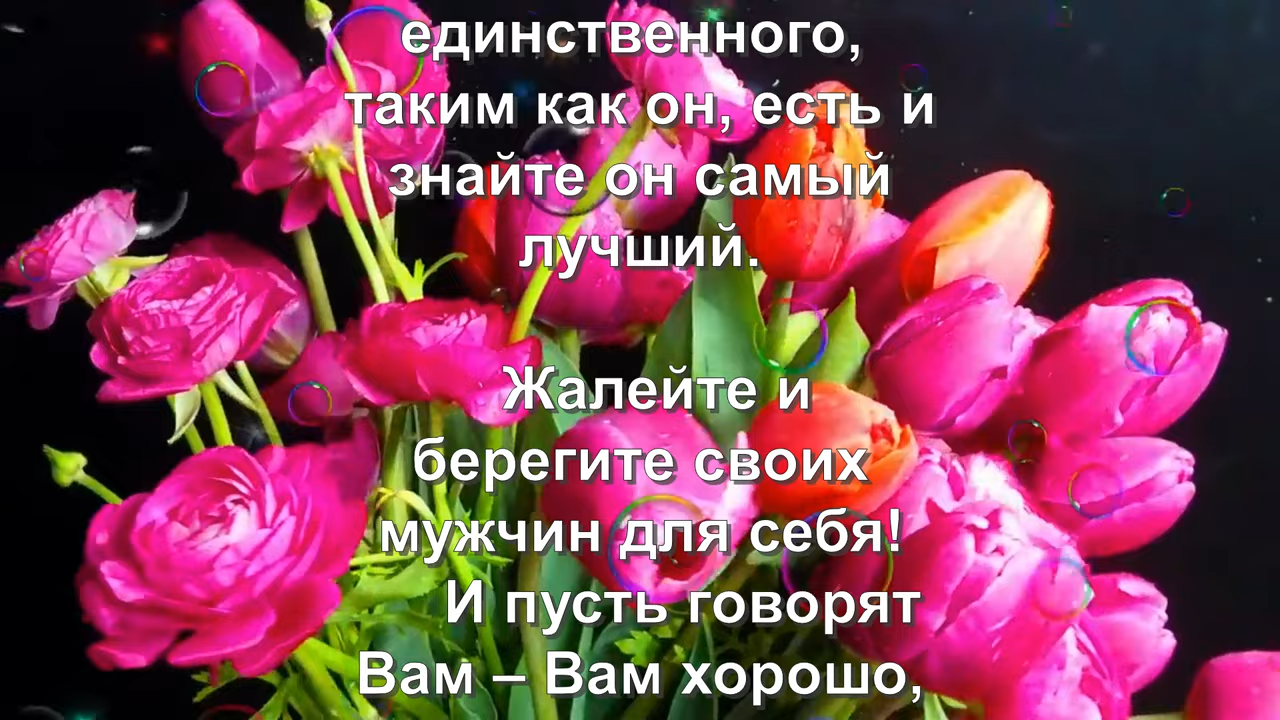 единственного,
таким как он, есть и
знайте он самый
лучший.
Жалейте и
берегите своих
мужчин для себя!
И пусть говорят
Вам – Вам хорошо,